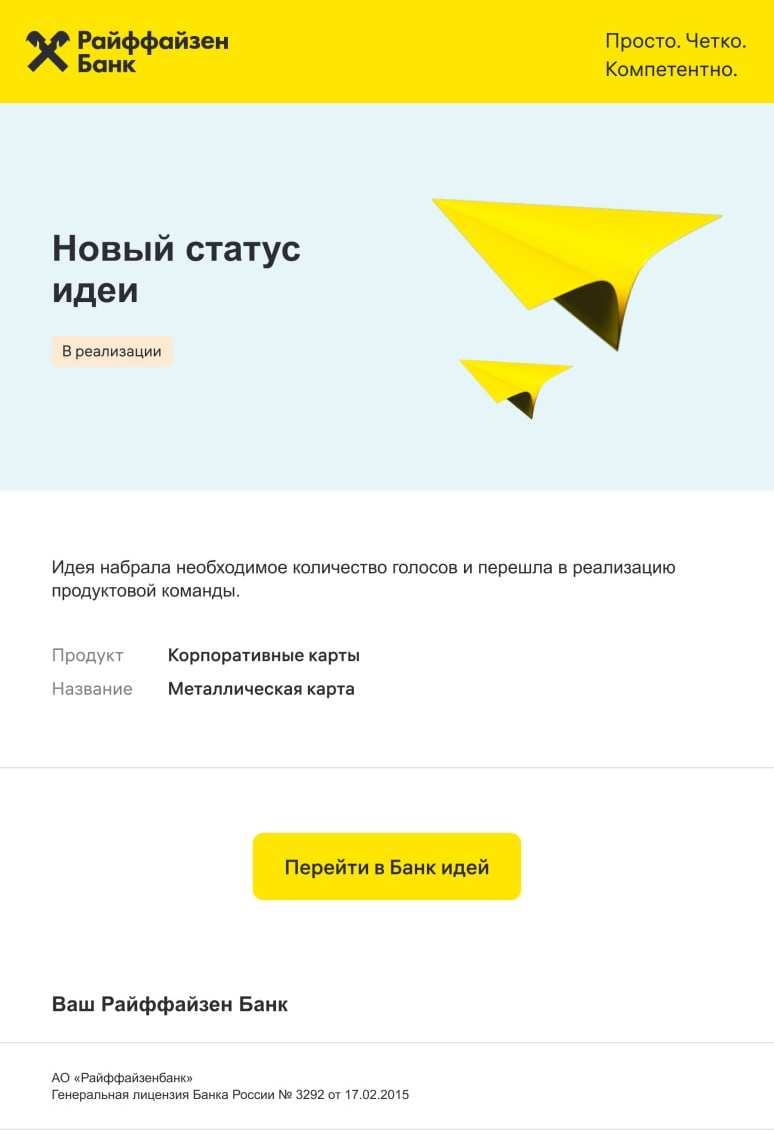 Райффайзен
Банк
Просто. Четко.
Компетентно.
Новый статус
идеи
В реализации
Идея набрала необходимое количество голосов и перешла в реализацию
продуктовой команды.
Продукт Корпоративные карты
Название Металлическая карта
Перейти в Банк идей
Ваш Райффайзен Банк
АО «Райффайзенбанк»
Генеральная лицензия Банка России № 3292 от 17.02.2015